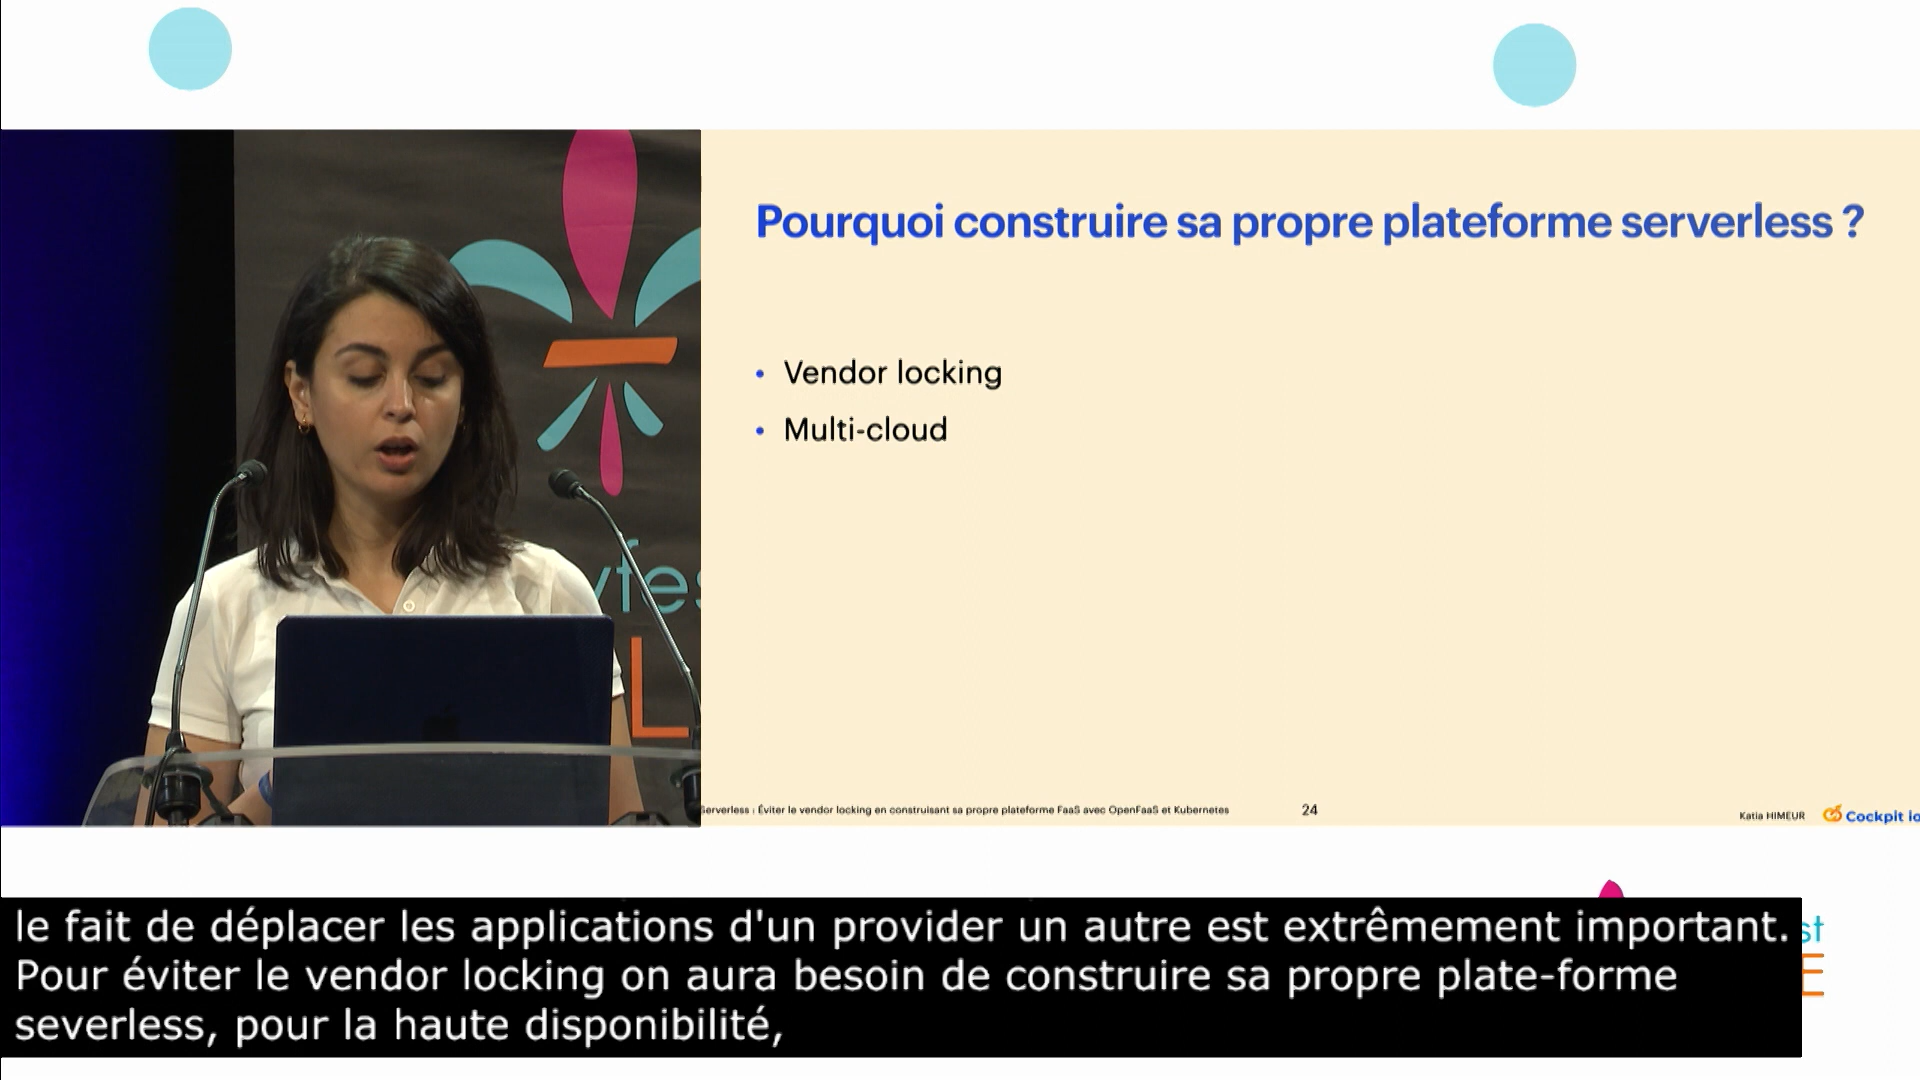 Pourquoi construire sa propre plateforme serverless ?
• Vendor locking
• Multi-cloud
Serverless : Éviter le vendor locking en construisant sa propre plateforme FaaS avec OpenFaaS et Kubernetes
24
Katia HIMEUR
Cockpit io
yfes
L
st
E
le fait de déplacer les applications d'un provider un autre est extrêmement important.
Pour éviter le vendor locking on aura besoin de construire sa propre plate-forme
severless, pour la haute disponibilité,